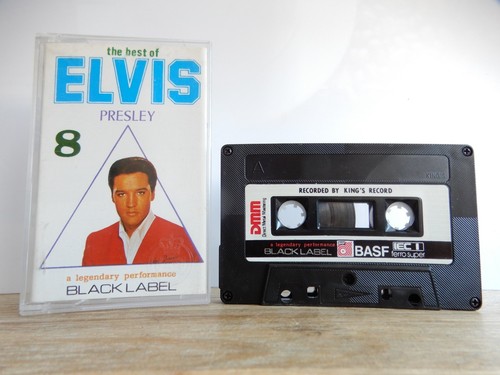 the best of
ELVIS
PRESLEY
8
a legendary performance
BLACK LABEL
A
RECORDED BY KING'S RECORD
DMM
a legendary performance
BLACK LABEL
BASF
IEC I
ferro super